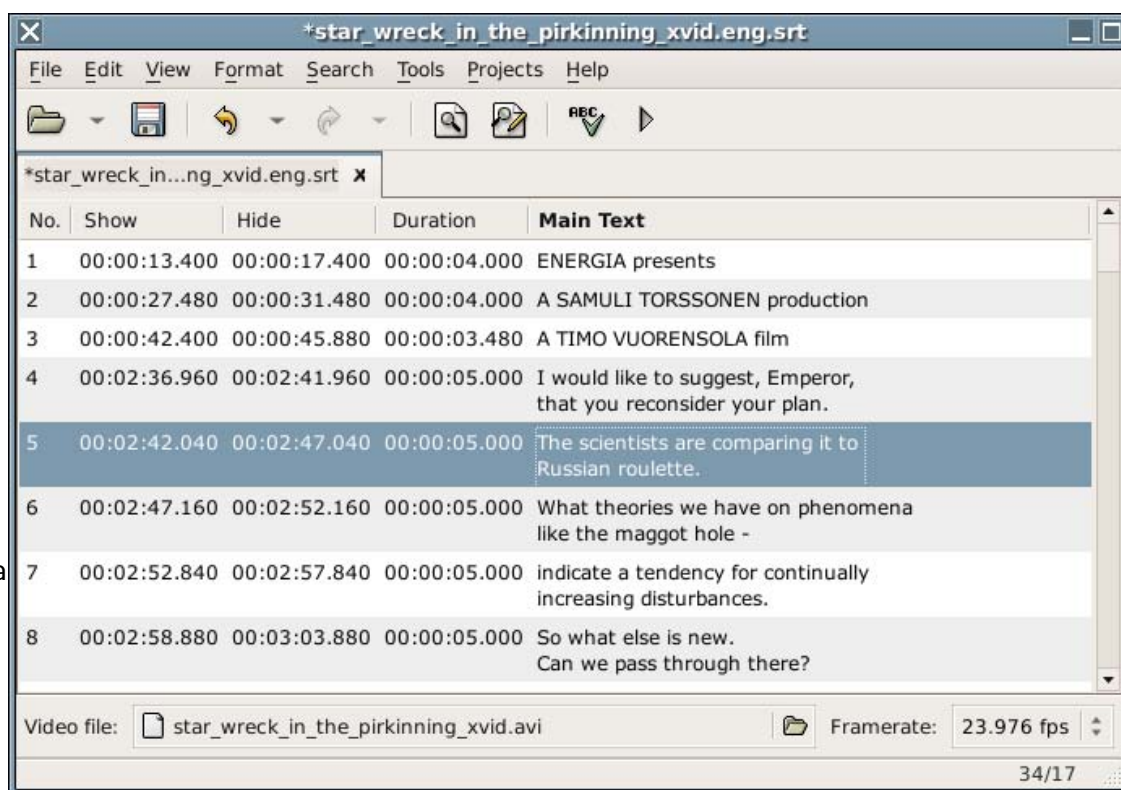 *star_wreck_in_the_pirkinning_xvid.eng.srt
File Edit View Format Search Tools Projects Help
ABC
*star_wreck_in...ng_xvid.eng.srt x
No. Show Hide Duration Main Text
1 00:00:13.400 00:00:17.400 00:00:04.000 ENERGIA presents
2 00:00:27.480 00:00:31.480 00:00:04.000 A SAMULI TORSSONEN production
3 00:00:42.400 00:00:45.880 00:00:03.480 A TIMO VUORENSOLA film
4 00:02:36.960 00:02:41.960 00:00:05.000 I would like to suggest, Emperor,
that you reconsider your plan.
5 00:02:42.040 00:02:47.040 00:00:05.000 The scientists are comparing it to
Russian roulette.
6 00:02:47.160 00:02:52.160 00:00:05.000 What theories we have on phenomena
like the maggot hole -
a
7 00:02:52.840 00:02:57.840 00:00:05.000 indicate a tendency for continually
increasing disturbances.
8 00:02:58.880 00:03:03.880 00:00:05.000 So what else is new.
Can we pass through there?
Video file: star_wreck_in_the_pirkinning_xvid.avi Framerate: 23.976 fps
34/17